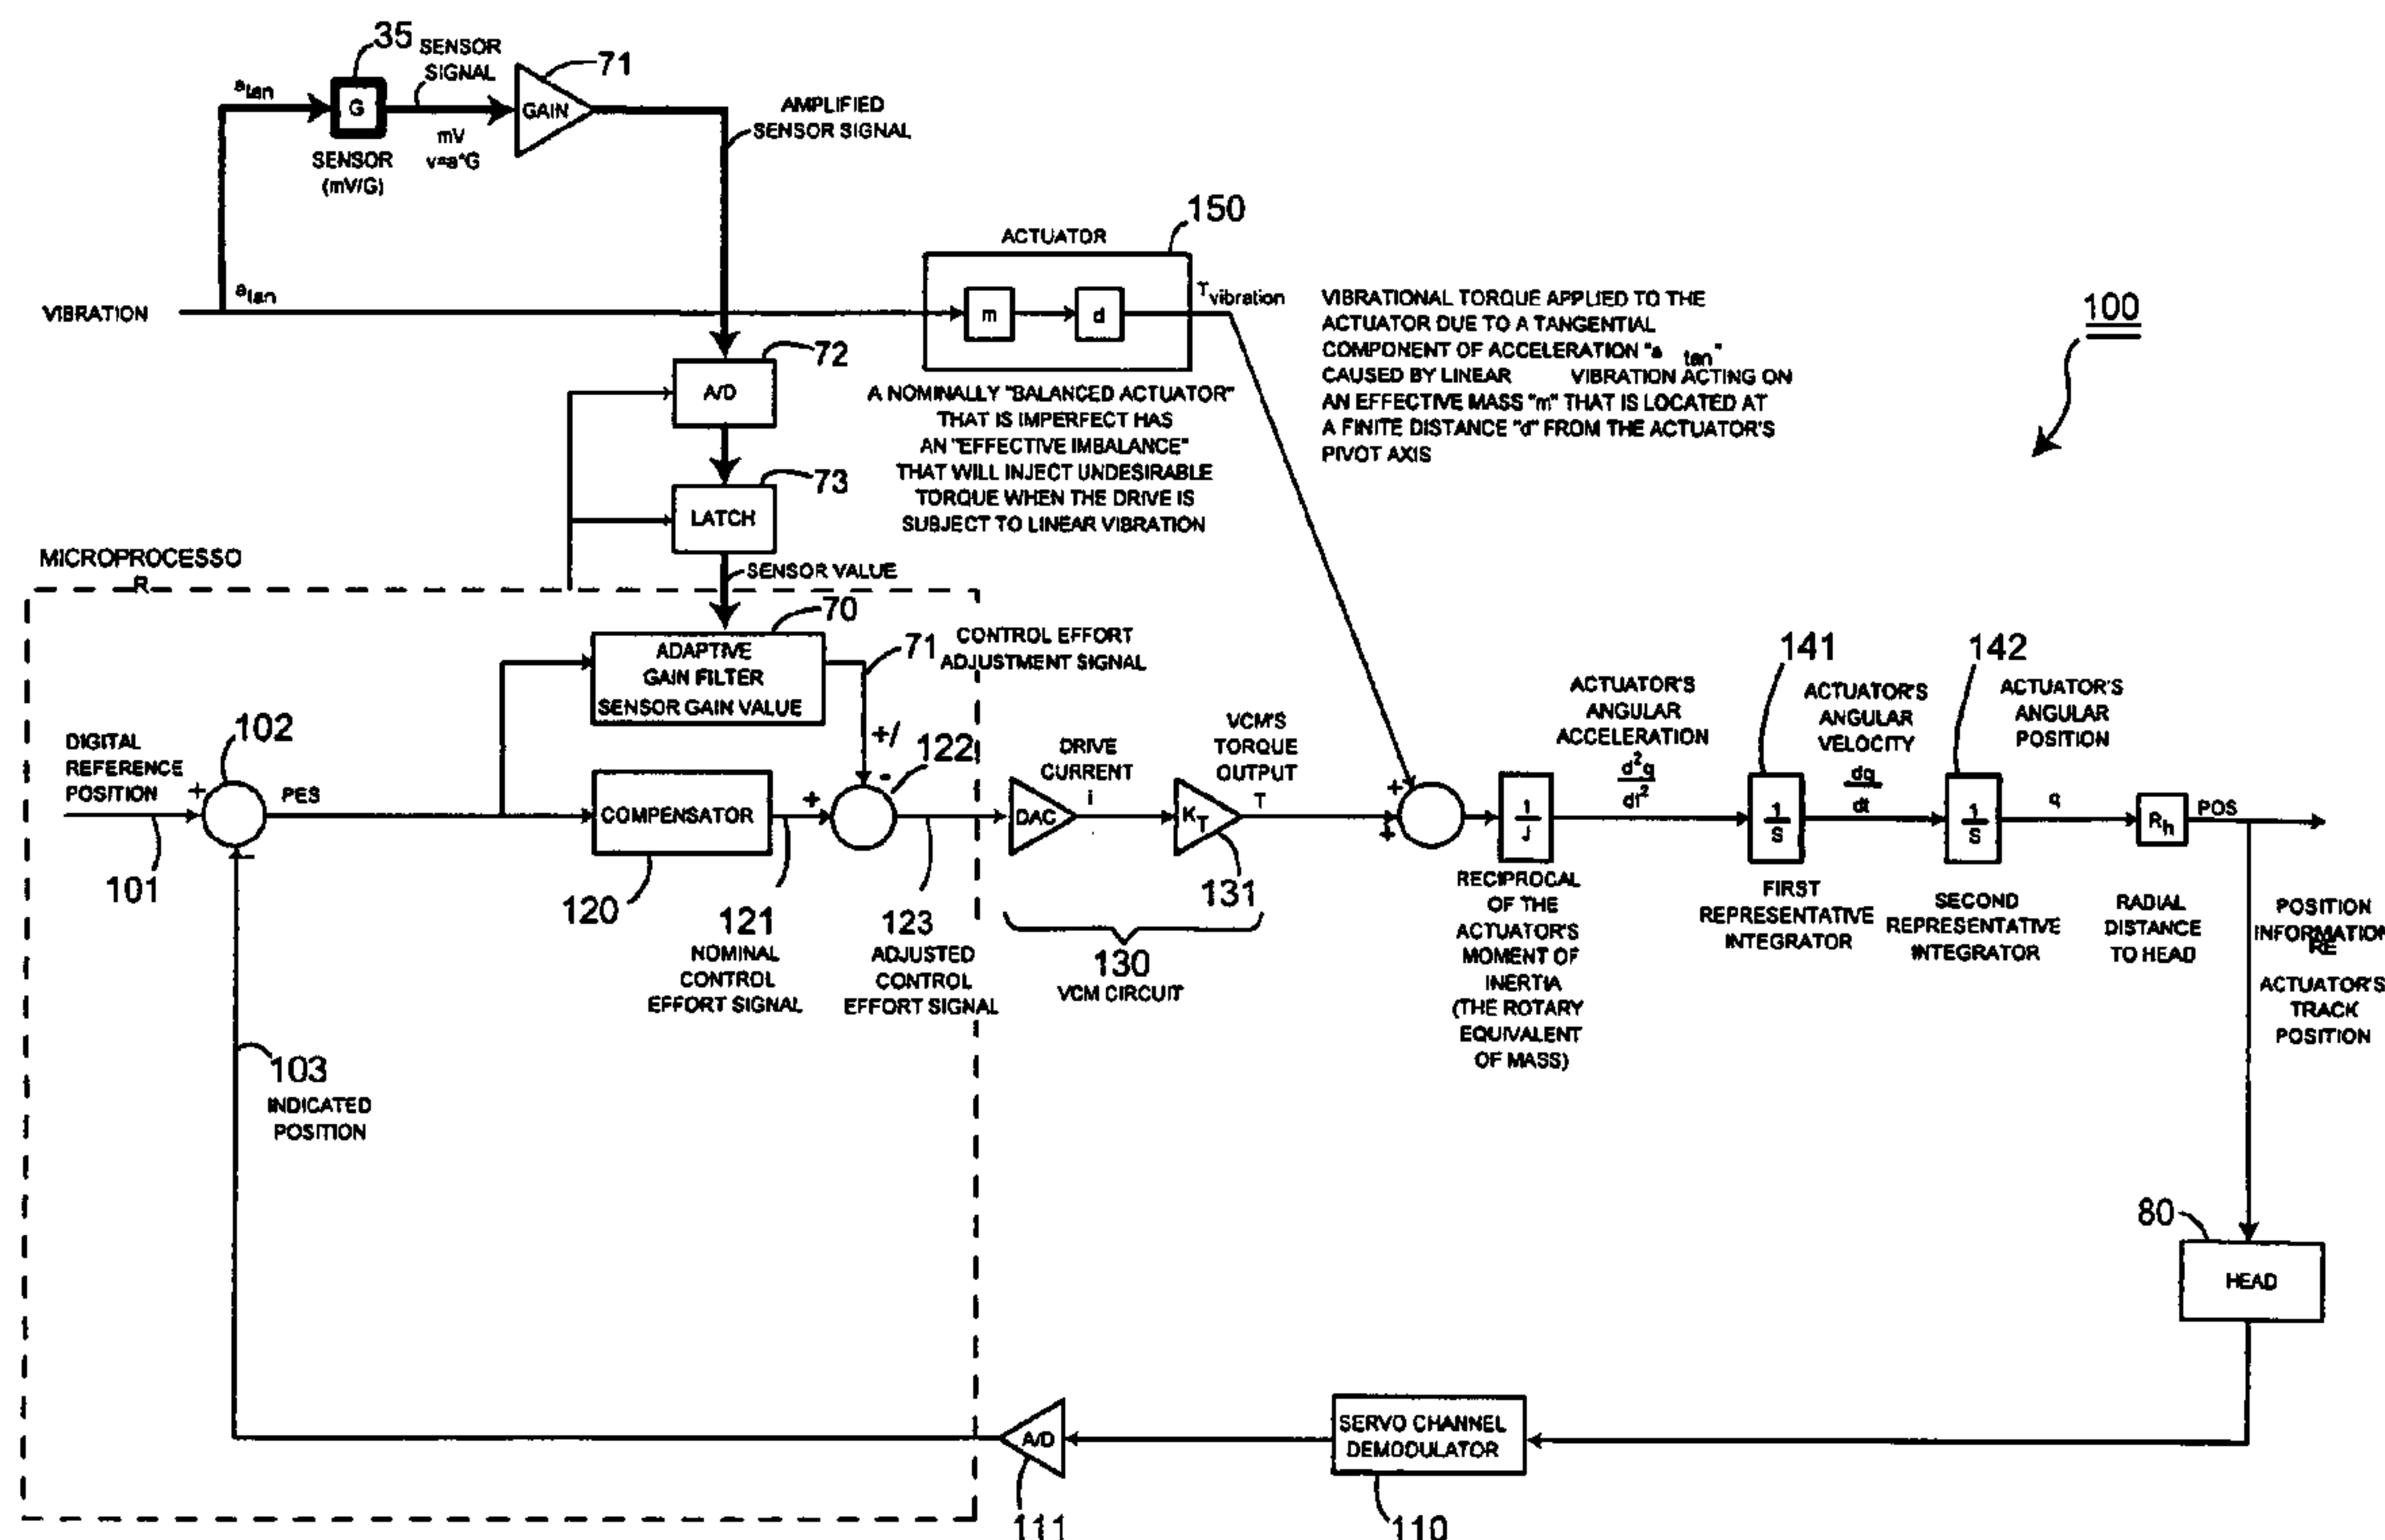 35
SENSOR
SIGNAL
71
a tan
G
GAIN
mV
v=a*G
SENSOR
(mV/G)
AMPLIFIED
SENSOR SIGNAL
150
ACTUATOR
VIBRATION
a tan
m
d
T vibration
VIBRATIONAL TORQUE APPLIED TO THE
ACTUATOR DUE TO A TANGENTIAL
COMPONENT OF ACCELERATION "a tan"
CAUSED BY LINEAR VIBRATION ACTING ON
AN EFFECTIVE MASS "m" THAT IS LOCATED AT
A FINITE DISTANCE "d" FROM THE ACTUATOR'S
PIVOT AXIS
100
72
A/D
A NOMINALLY "BALANCED ACTUATOR"
THAT IS IMPERFECT HAS
AN "EFFECTIVE IMBALANCE"
THAT WILL INJECT UNDESIRABLE
TORQUE WHEN THE DRIVE IS
SUBJECT TO LINEAR VIBRATION
73
LATCH
MICROPROCESSO
R
SENSOR VALUE
70
ADAPTIVE
GAIN FILTER
SENSOR GAIN VALUE
71
CONTROL EFFORT
ADJUSTMENT SIGNAL
+/
-
122
102
DIGITAL
REFERENCE
POSITION
+
PES
-
101
COMPENSATOR
120
+
121
NOMINAL
CONTROL
EFFORT SIGNAL
123
ADJUSTED
CONTROL
EFFORT SIGNAL
DAC
DRIVE
CURRENT
i
K T
131
VCM'S
TORQUE
OUTPUT
T
130
VCM CIRCUIT
+
+
1
J
RECIPROCAL
OF THE
ACTUATOR'S
MOMENT OF
INERTIA
(THE ROTARY
EQUIVALENT
OF MASS)
ACTUATOR'S
ANGULAR
ACCELERATION
d²q
dt²
141
1
S
FIRST
REPRESENTATIVE
INTEGRATOR
ACTUATOR'S
ANGULAR
VELOCITY
dq
dt
142
1
S
SECOND
REPRESENTATIVE
INTEGRATOR
ACTUATOR'S
ANGULAR
POSITION
q
R h
RADIAL
DISTANCE
TO HEAD
POS
POSITION
INFORMATION
RE
ACTUATOR'S
TRACK
POSITION
103
INDICATED
POSITION
80
HEAD
A/D
111
SERVO CHANNEL
DEMODULATOR
110